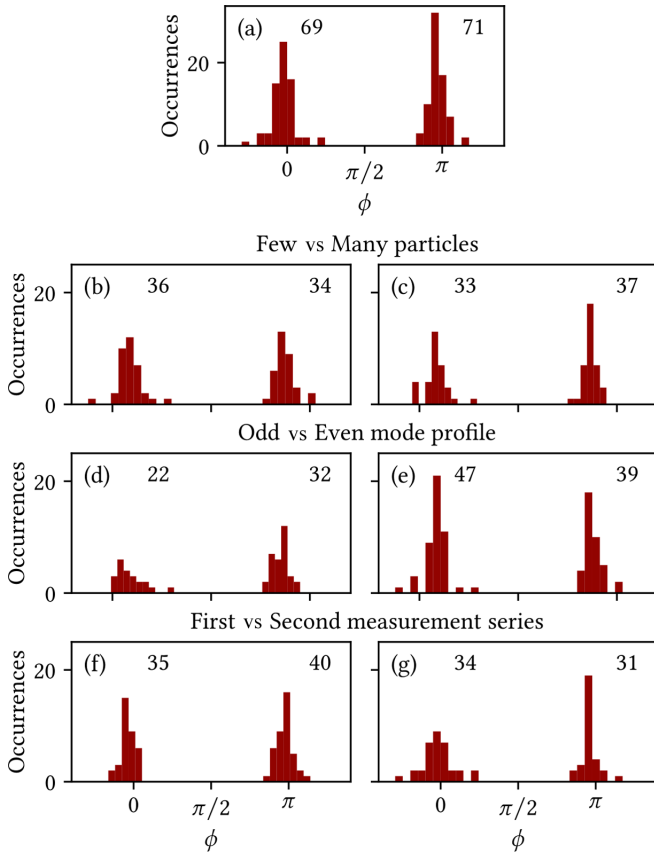 (a) 69 71
Occurrences
20
0
0 π/2 π
ϕ
Few vs Many particles
(b) 36 34
(c) 33 37
Occurrences
20
0
Odd vs Even mode profile
(d) 22 32
(e) 47 39
Occurrences
20
0
First vs Second measurement series
(f) 35 40
(g) 34 31
Occurrences
20
0
0 π/2 π
0 π/2 π
ϕ
ϕ